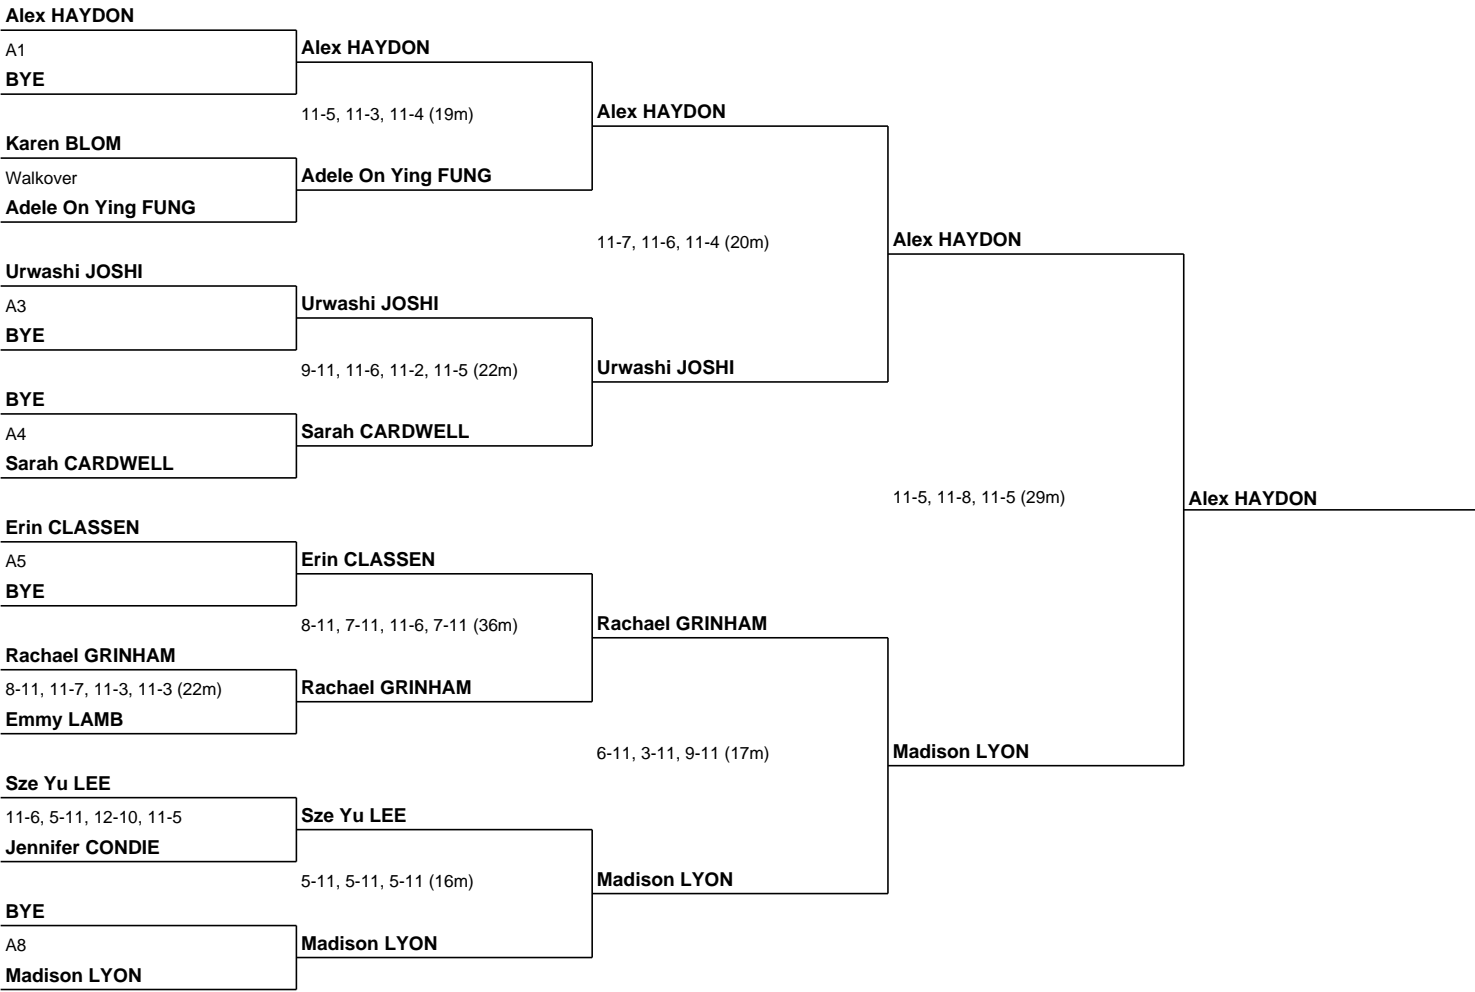 Alex HAYDON
A1
BYE
Karen BLOM
Walkover
Adele On Ying FUNG
Urwashi JOSHI
A3
BYE
BYE
A4
Sarah CARDWELL
Erin CLASSEN
A5
BYE
Rachael GRINHAM
8-11, 11-7, 11-3, 11-3 (22m)
Emmy LAMB
Sze Yu LEE
11-6, 5-11, 12-10, 11-5
Jennifer CONDIE
BYE
A8
Madison LYON
Alex HAYDON
11-5, 11-3, 11-4 (19m)
Adele On Ying FUNG
Urwashi JOSHI
9-11, 11-6, 11-2, 11-5 (22m)
Sarah CARDWELL
Erin CLASSEN
8-11, 7-11, 11-6, 7-11 (36m)
Rachael GRINHAM
Sze Yu LEE
5-11, 5-11, 5-11 (16m)
Madison LYON
Alex HAYDON
11-7, 11-6, 11-4 (20m)
Urwashi JOSHI
Rachael GRINHAM
6-11, 3-11, 9-11 (17m)
Madison LYON
Alex HAYDON
11-5, 11-8, 11-5 (29m)
Madison LYON
Alex HAYDON